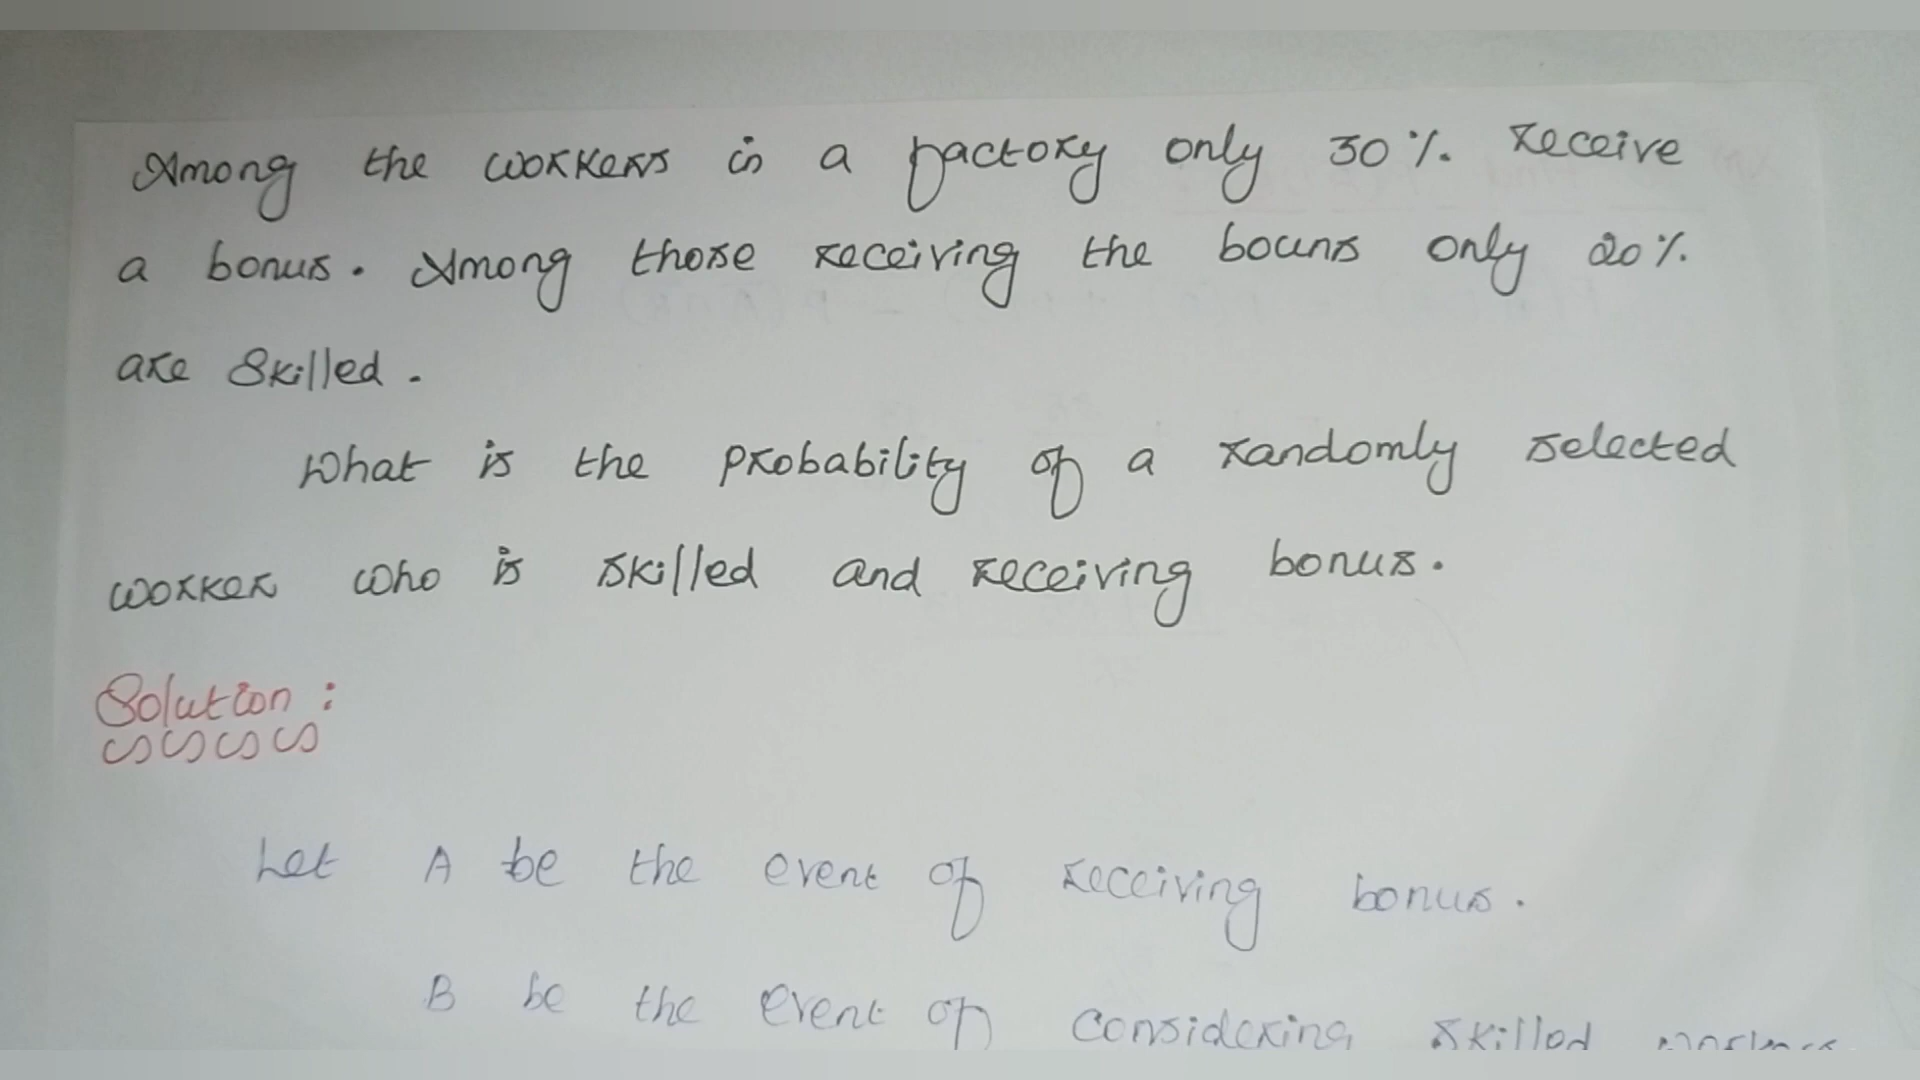 Among the workers in a factory only 30%. receive
a bonus. Among those receiving the bouns only 20%.
are Skilled.
What is the probability of a randomly selected
worker who is skilled and receiving bonus.
Solution:
Let A be the event of receiving bonus.
B be the event of Considering skilled